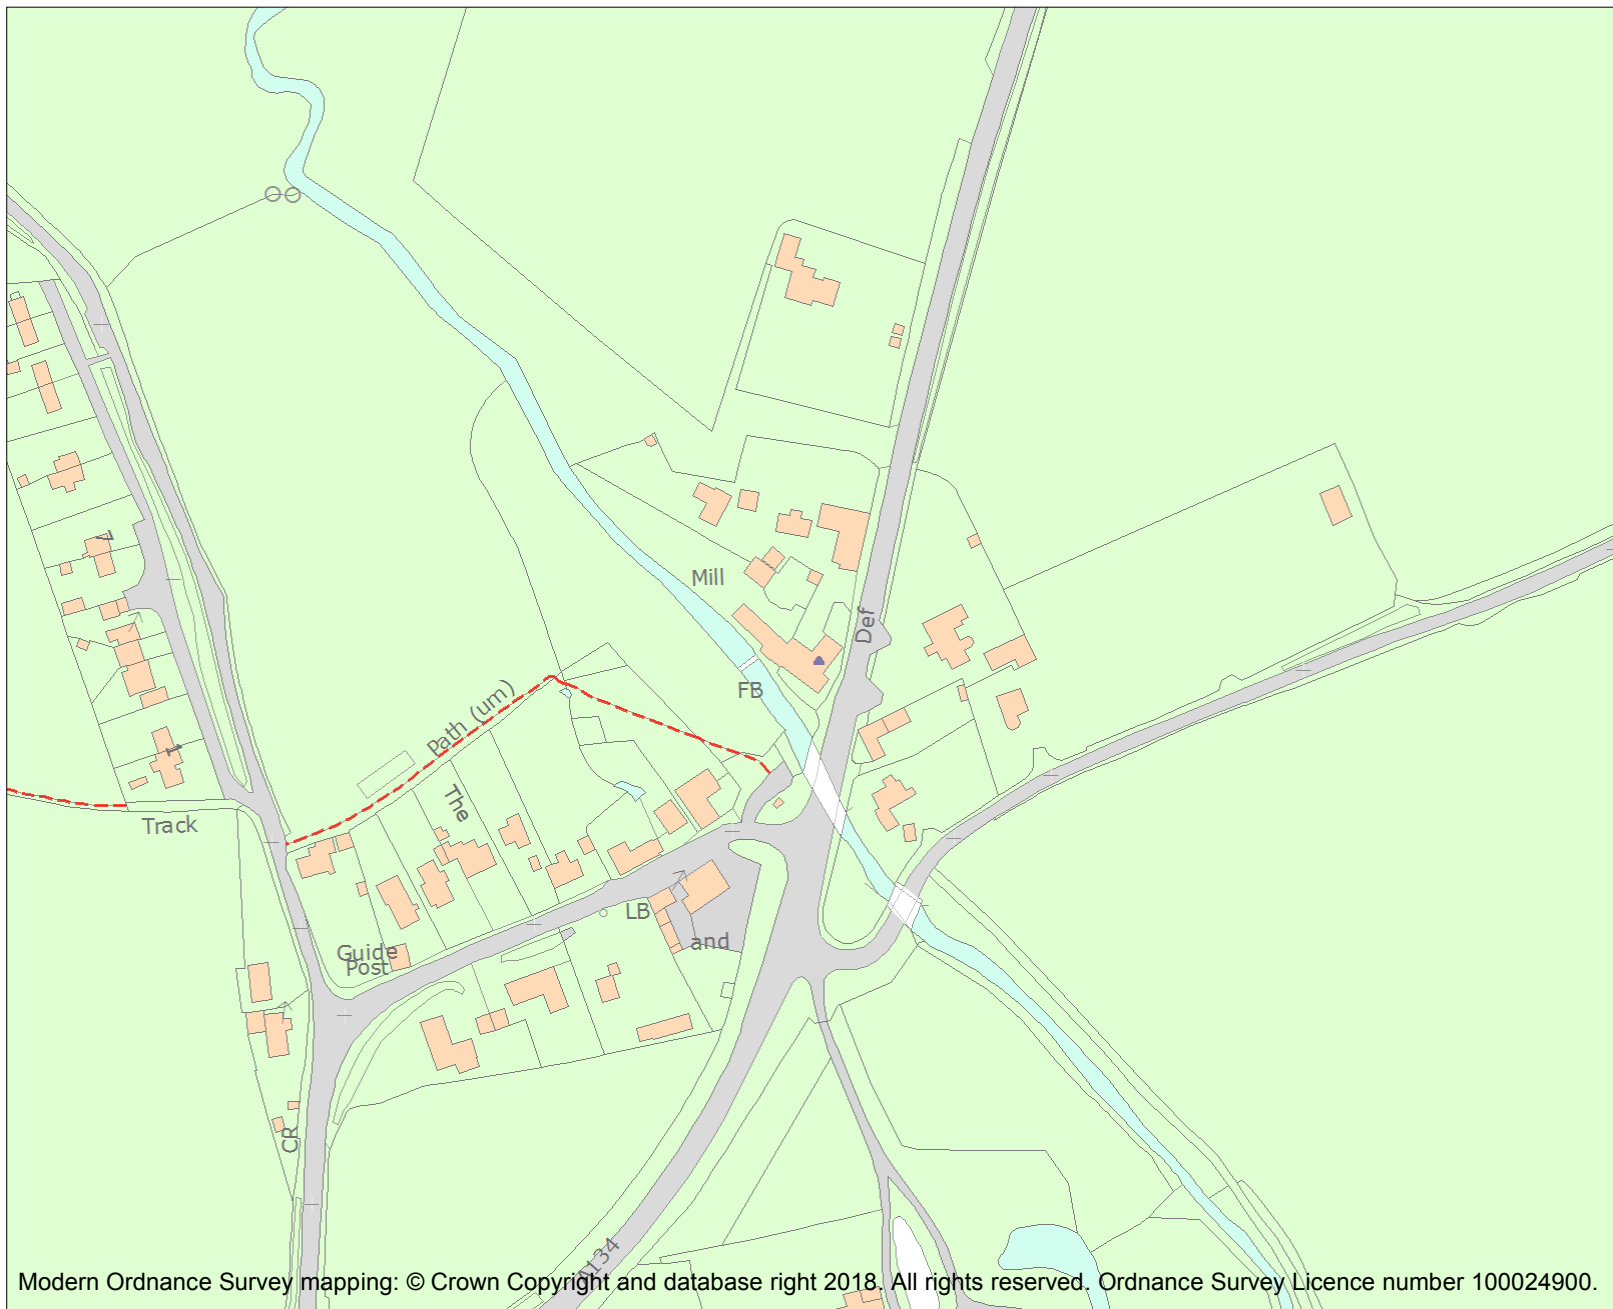 7
Mill
Def
FB
Path (um)
1
The
Track
LB
and
Guide
Post
CR
A134
Modern Ordnance Survey mapping: © Crown Copyright and database right 2018. All rights reserved. Ordnance Survey Licence number 100024900.